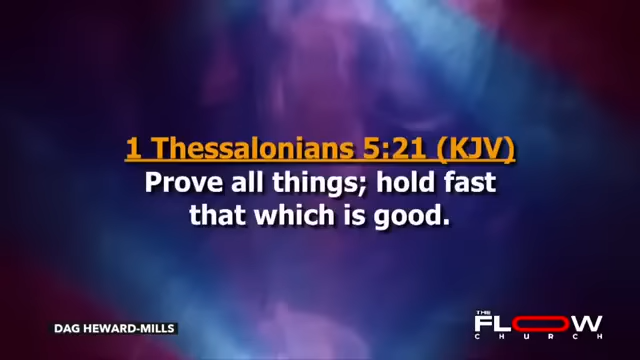 1 Thessalonians 5:21 (KJV)
Prove all things; hold fast
that which is good.
DAG HEWARD-MILLS
THE
FLOW
CHURCH